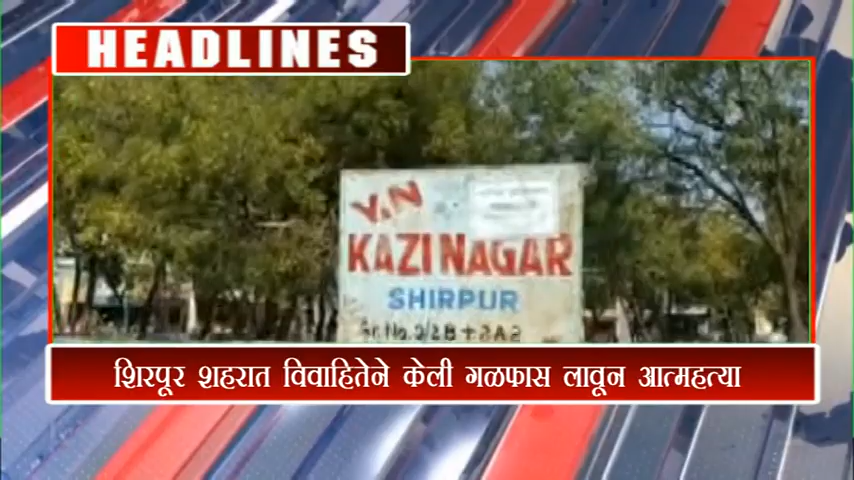 HEADLINES
Y.N
KAZI NAGAR
SHIRPUR
शिरपूर शहरात विवाहितेने केली गळफास लावून आत्महत्या